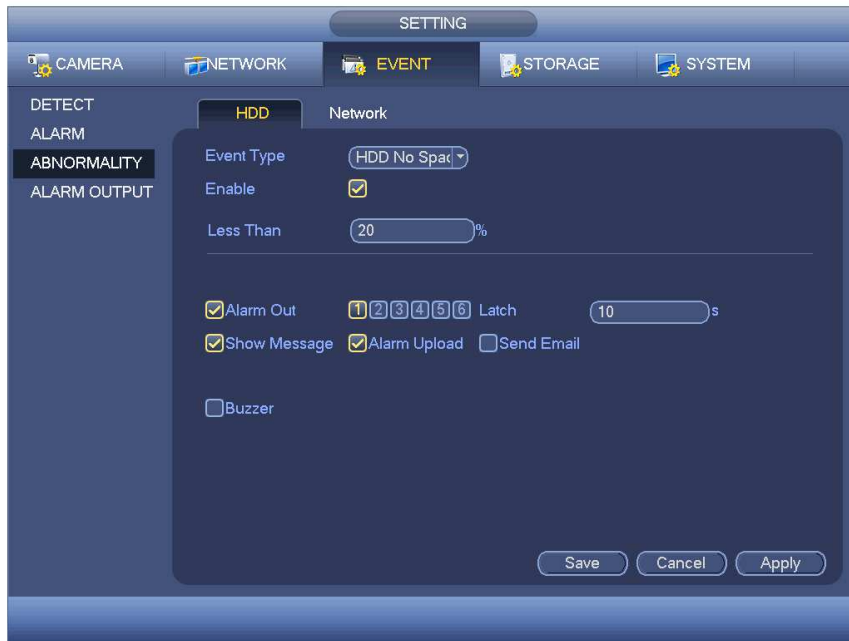 SETTING
CAMERA NETWORK EVENT STORAGE SYSTEM
DETECT
ALARM
ABNORMALITY
ALARM OUTPUT
HDD Network
Event Type HDD No Spac
Enable
Less Than 20 %
Alarm Out 1 2 3 4 5 6 Latch 10 s
Show Message Alarm Upload Send Email
Buzzer
Save Cancel Apply